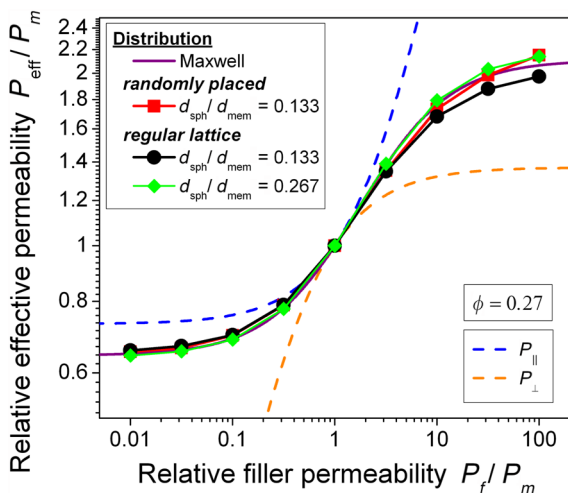 Relative effective permeability P_eff / P_m
2.4
2.2
2
1.8
1.6
1.4
1.2
1
0.8
0.6
Distribution
Maxwell
randomly placed
d_sph / d_mem = 0.133
regular lattice
d_sph / d_mem = 0.133
d_sph / d_mem = 0.267
ϕ = 0.27
P_||
P_⊥
0.01 0.1 1 10 100
Relative filler permeability P_f / P_m